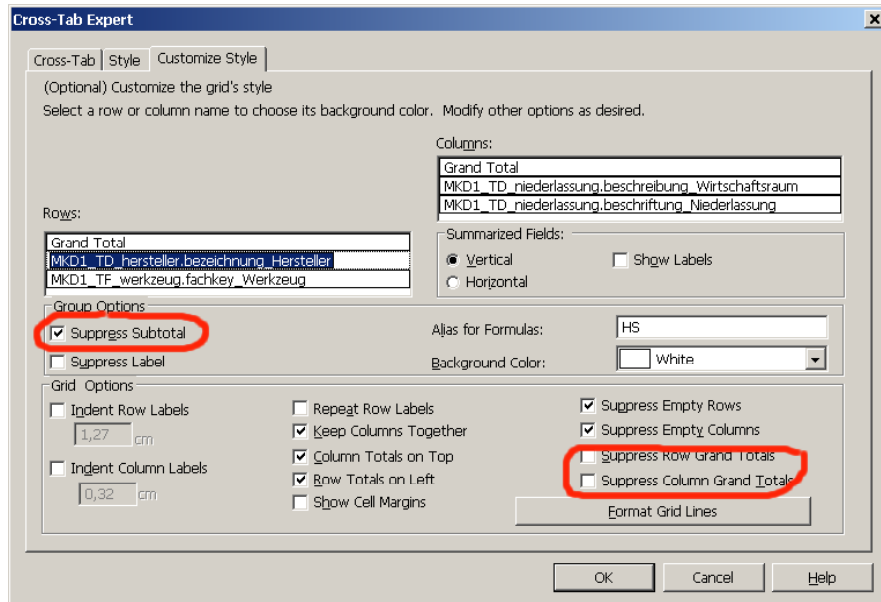 Cross-Tab Expert
Cross-Tab Style Customize Style
(Optional) Customize the grid's style
Select a row or column name to choose its background color. Modify other options as desired.
Columns:
Grand Total
MKD1_TD_niederlassung.beschreibung_Wirtschaftsraum
MKD1_TD_niederlassung.beschriftung_Niederlassung
Rows:
Grand Total
MKD1_TD_hersteller.bezeichnung_Hersteller
MKD1_TF_werkzeug.fachkey_Werkzeug
Summarized Fields:
Vertical
Horizontal
Show Labels
Group Options
Suppress Subtotal
Suppress Label
Alias for Formulas: HS
Background Color: White
Grid Options
Indent Row Labels
1,27 cm
Indent Column Labels
0,32 cm
Repeat Row Labels
Keep Columns Together
Column Totals on Top
Row Totals on Left
Show Cell Margins
Suppress Empty Rows
Suppress Empty Columns
Suppress Row Grand Totals
Suppress Column Grand Totals
Format Grid Lines
OK Cancel Help